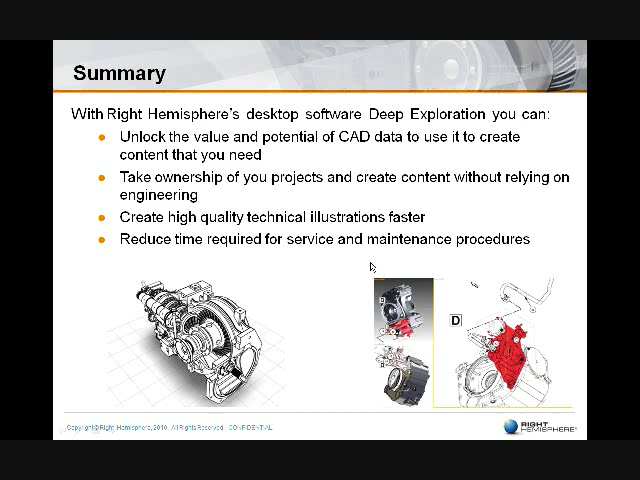 Summary
With Right Hemisphere's desktop software Deep Exploration you can:
Unlock the value and potential of CAD data to use it to create
content that you need
Take ownership of you projects and create content without relying on
engineering
Create high quality technical illustrations faster
Reduce time required for service and maintenance procedures
D
Copyright © Right Hemisphere, 2010 All Rights Reserved CONFIDENTIAL
RIGHT
HEMISPHERE